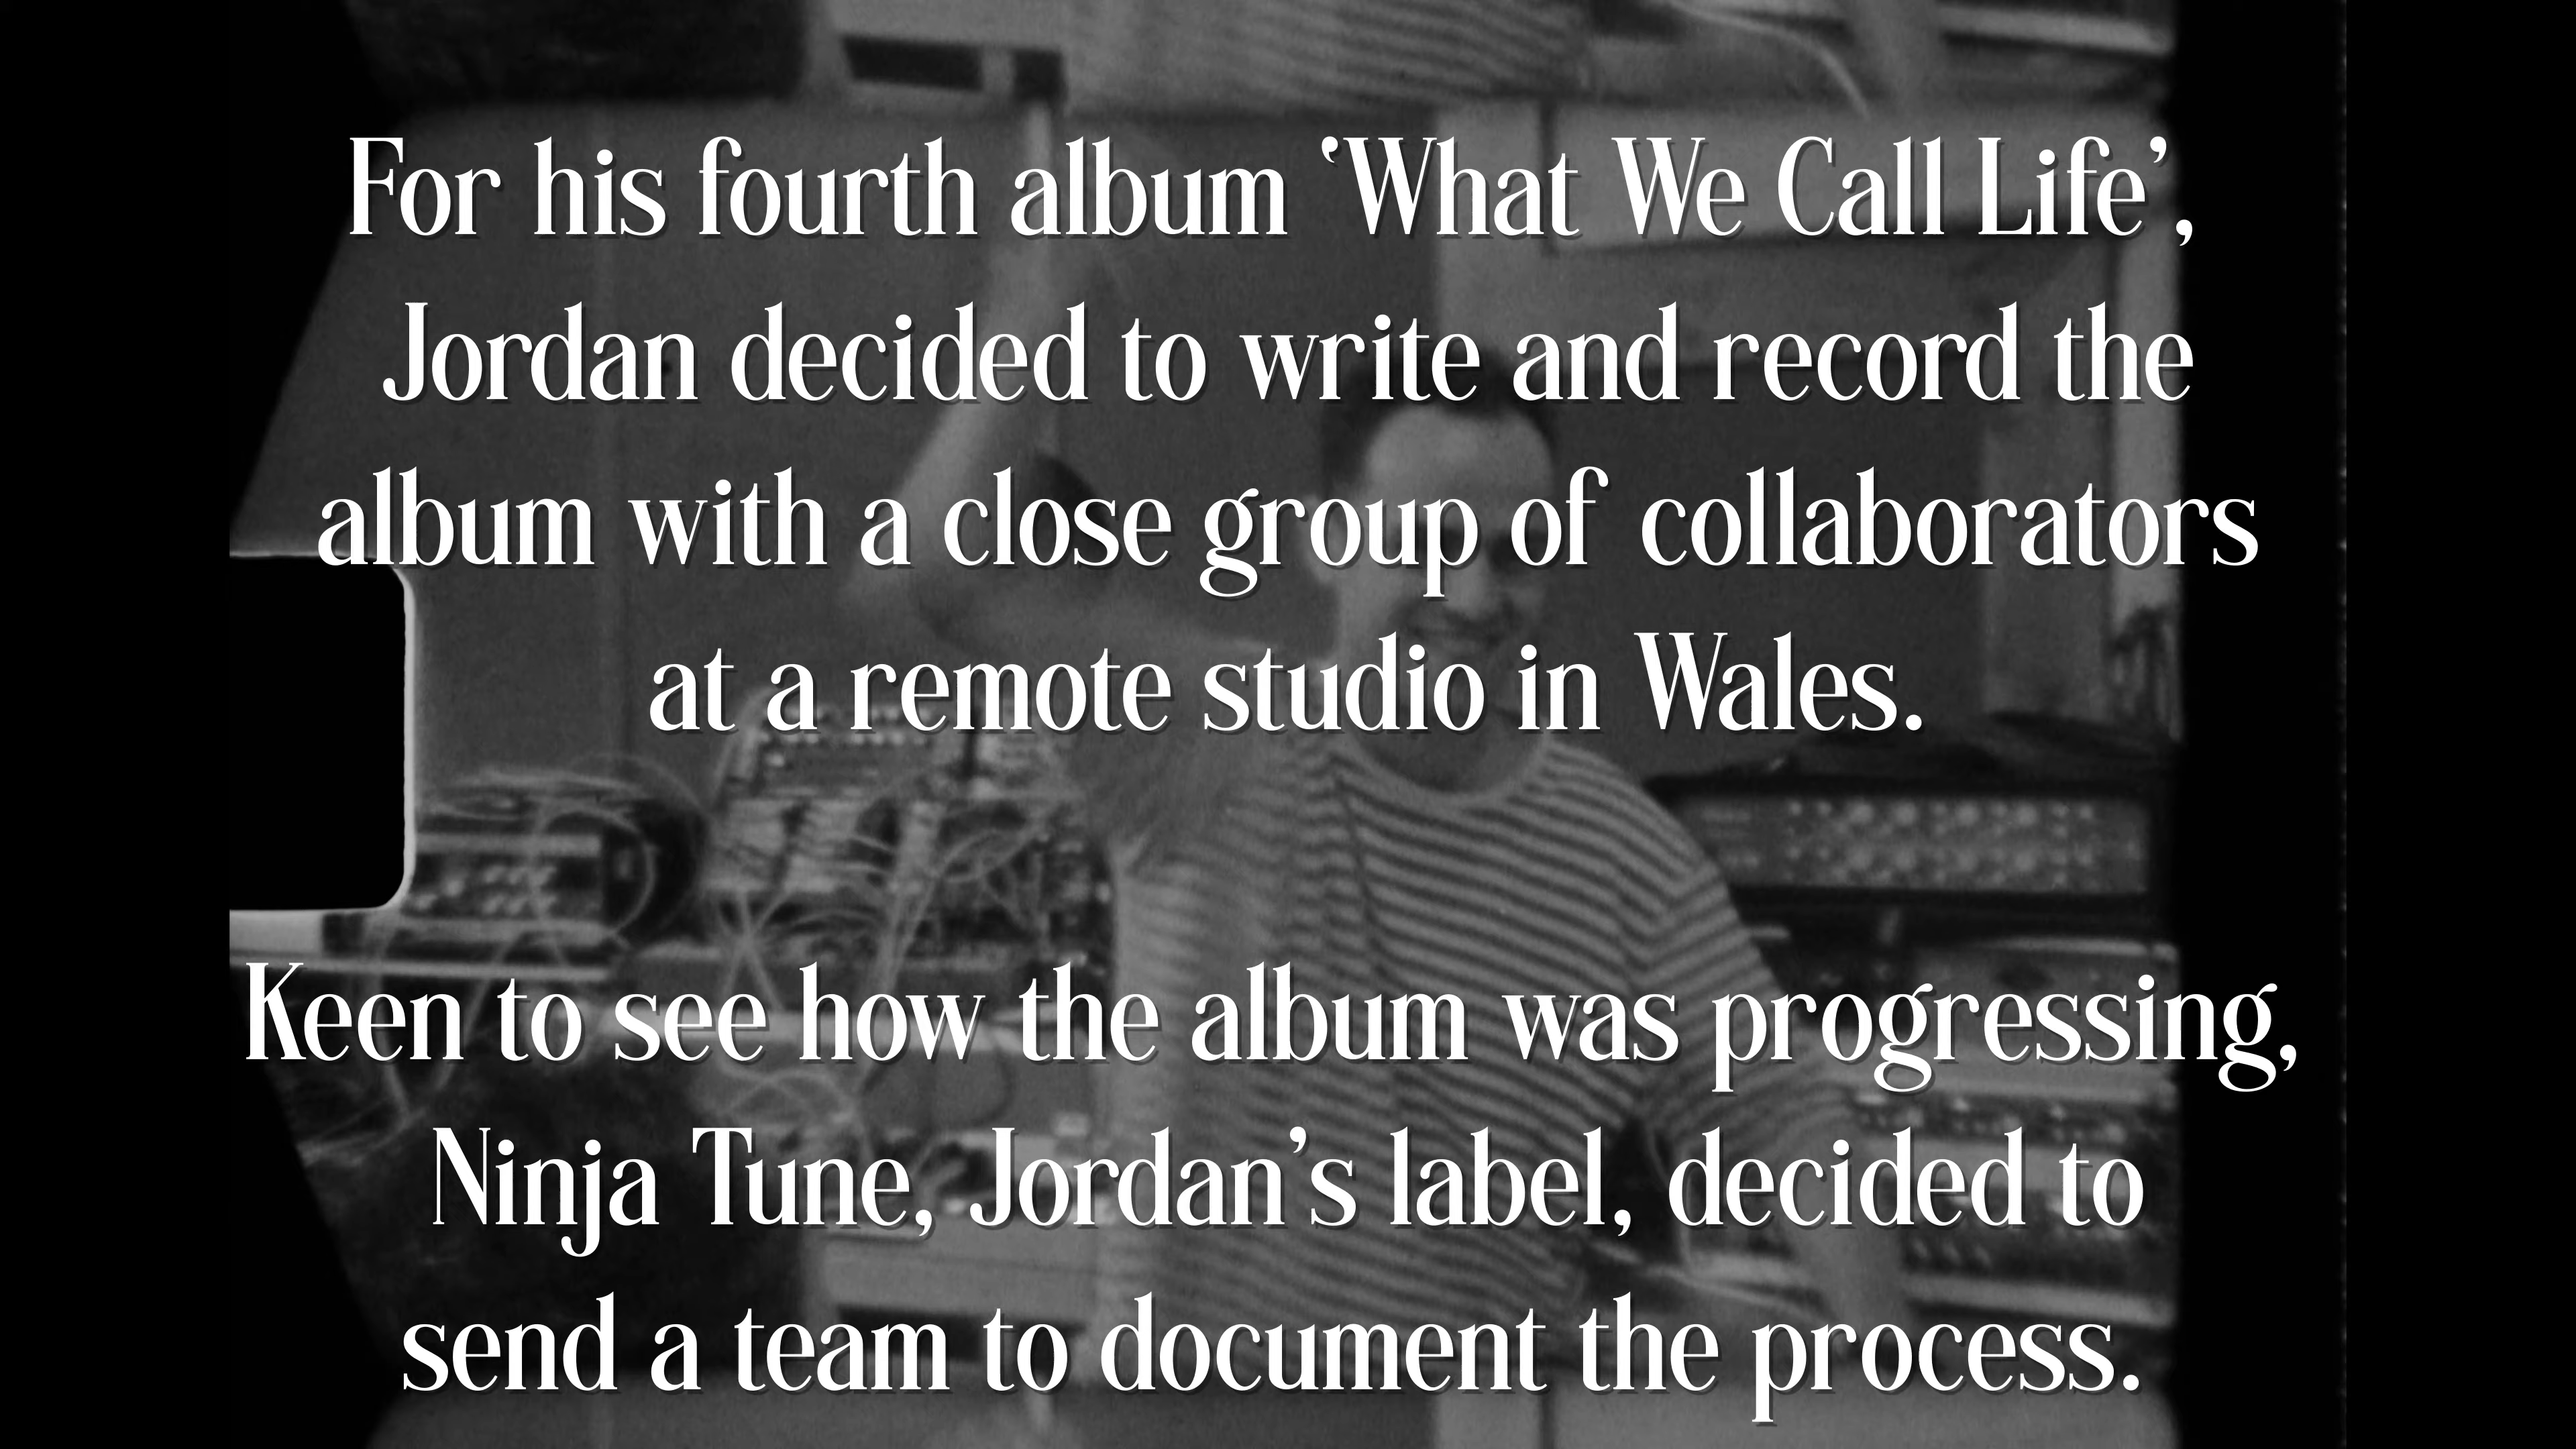 For his fourth album ‘What We Call Life’,
Jordan decided to write and record the
album with a close group of collaborators
at a remote studio in Wales.
Keen to see how the album was progressing,
Ninja Tune, Jordan’s label, decided to
send a team to document the process.